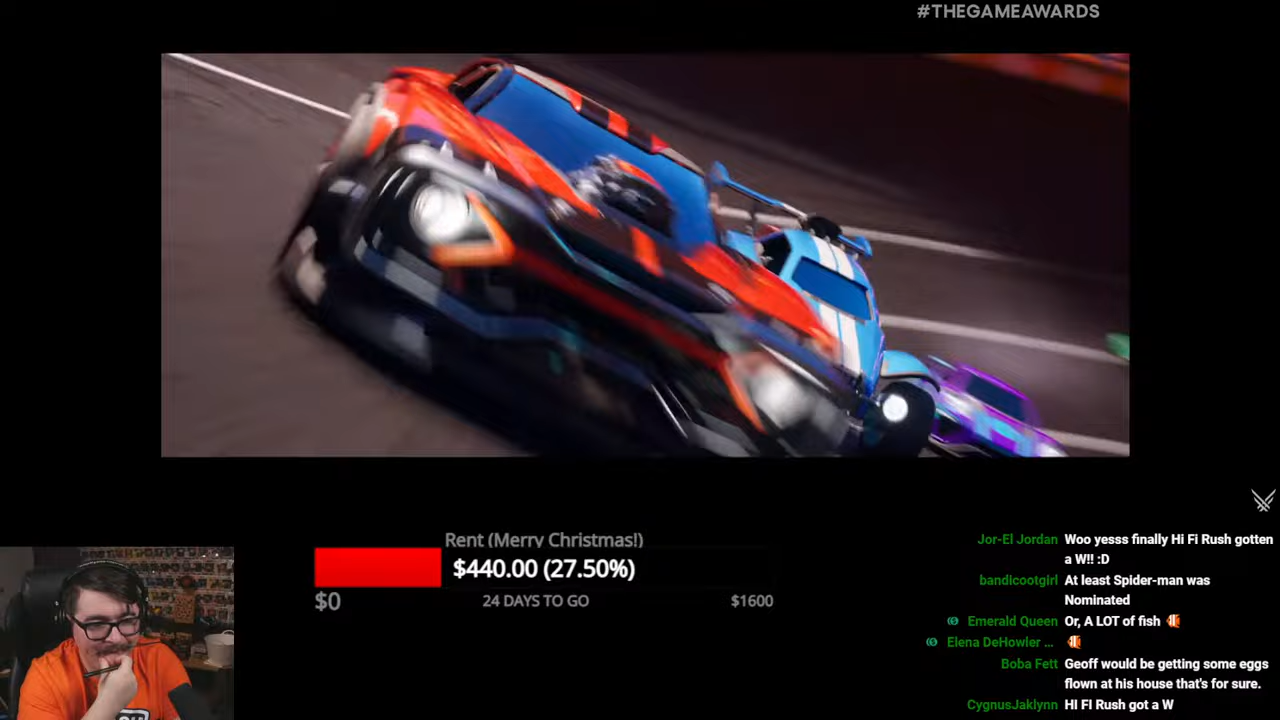 #THEGAMEAWARDS
Rent (Merry Christmas!)
$440.00 (27.50%)
$0
24 DAYS TO GO
$1600
Jor-El Jordan Woo yesss finally Hi Fi Rush gotten
a W!! :D
bandicootgirl At least Spider-man was
Nominated
Emerald Queen Or, A LOT of fish 🐠
Elena DeHowler ... 🐠
Boba Fett Geoff would be getting some eggs
flown at his house that's for sure.
CygnusJaklynn HI FI Rush got a W